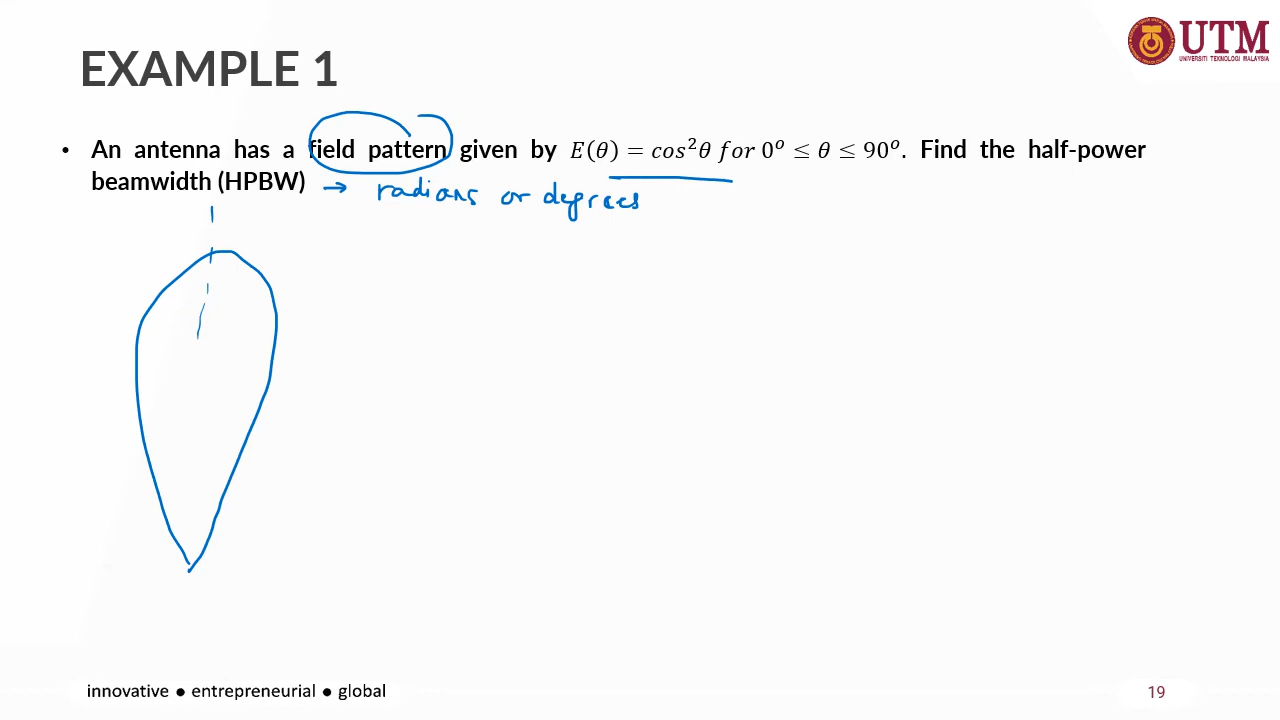 EXAMPLE 1
UTM
UNIVERSITI TEKNOLOGI MALAYSIA
• An antenna has a field pattern given by E(θ) = cos²θ for 0° ≤ θ ≤ 90°. Find the half-power
beamwidth (HPBW) → radians or degrees
innovative ● entrepreneurial ● global
19